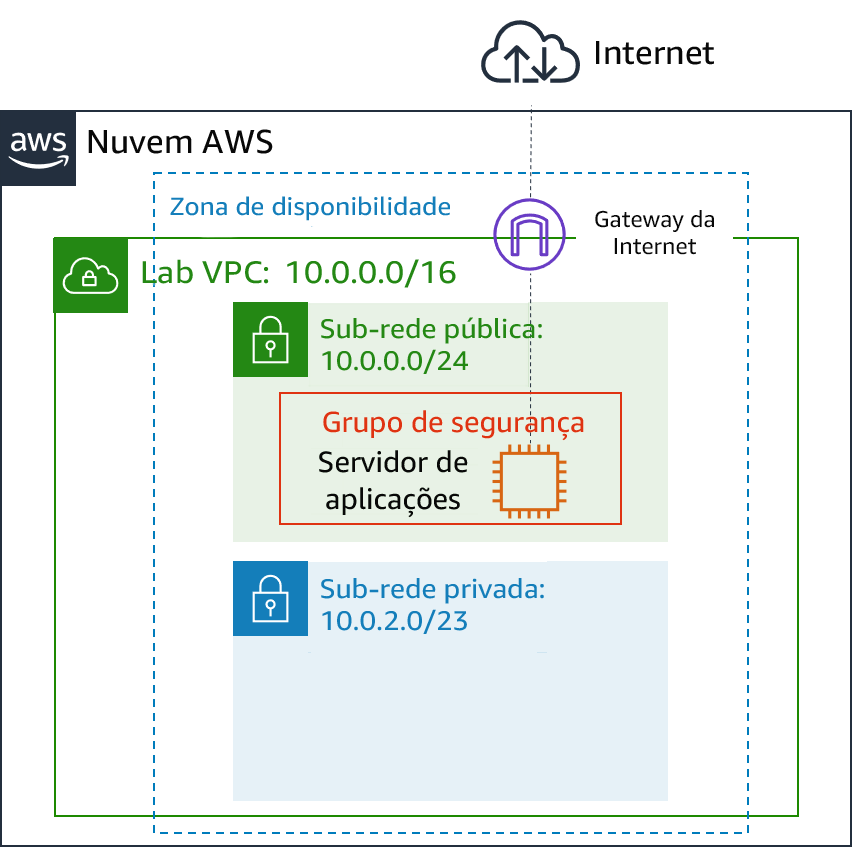 Internet
aws
Nuvem AWS
Zona de disponibilidade
Gateway da
Internet
Lab VPC: 10.0.0.0/16
Sub-rede pública:
10.0.0.0/24
Grupo de segurança
Servidor de
aplicações
Sub-rede privada:
10.0.2.0/23